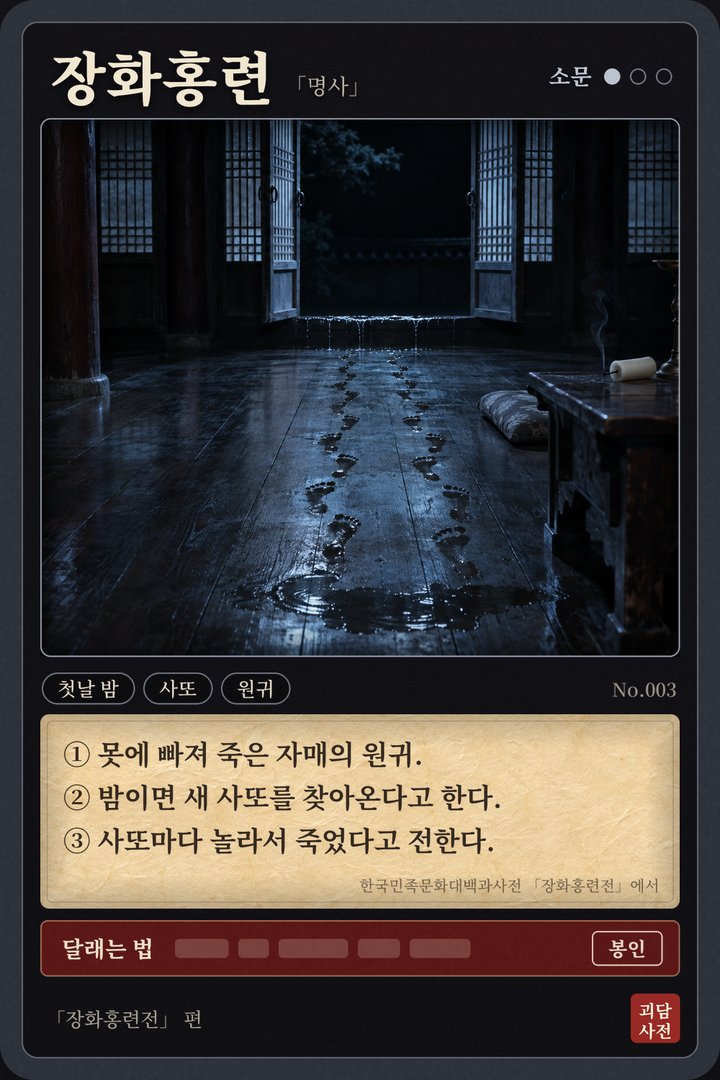 장화홍련 「명사」 소문
첫날 밤 사또 원귀 No.003
① 못에 빠져 죽은 자매의 원귀.
② 밤이면 새 사또를 찾아온다고 한다.
③ 사또마다 놀라서 죽었다고 전한다.
한국민족문화대백과사전 「장화홍련전」에서
달래는 법 봉인
「장화홍련전」 편
괴담
사전